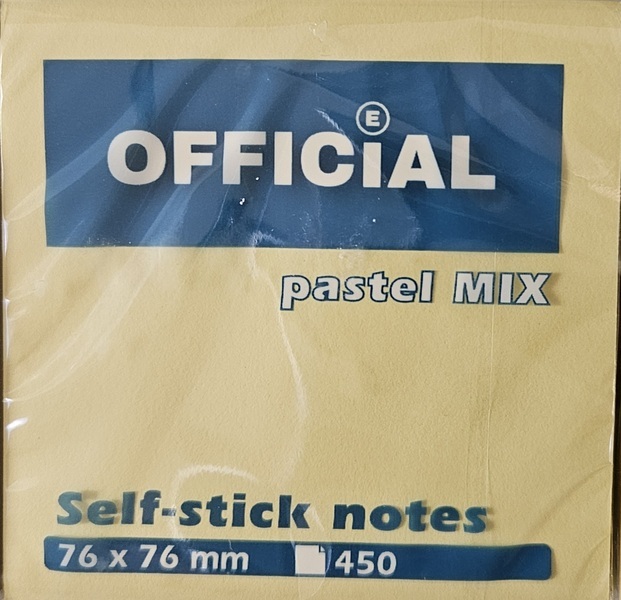 E
OFFICiAL
pastel MIX
Self-stick notes
76 x 76 mm 450